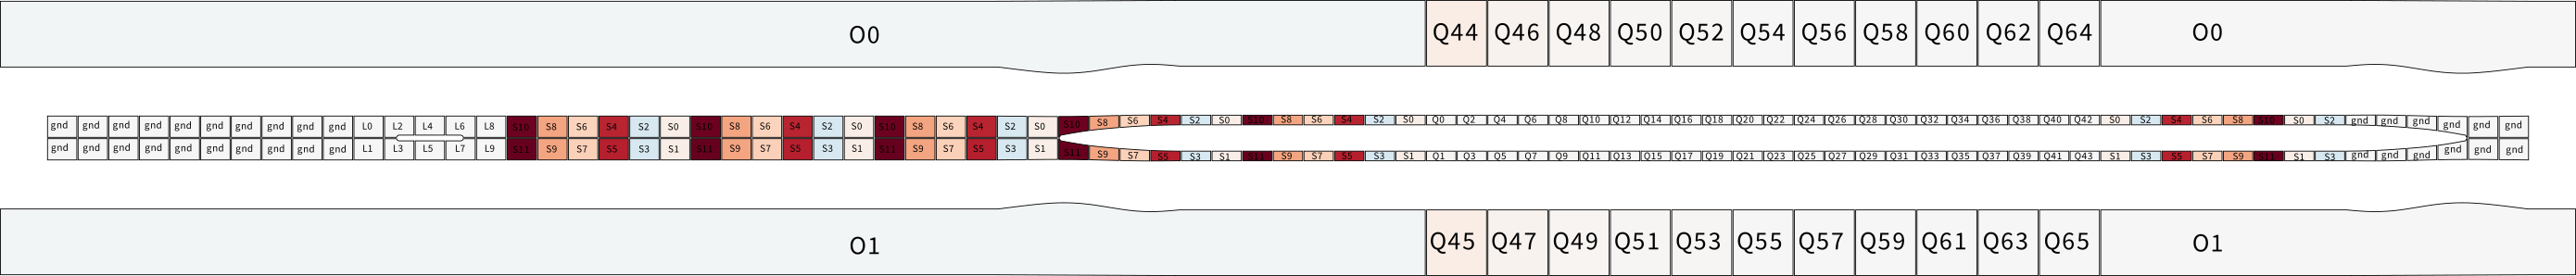 O0 Q44 Q46 Q48 Q50 Q52 Q54 Q56 Q58 Q60 Q62 Q64 O0
gnd gnd gnd gnd gnd gnd gnd gnd gnd gnd L0 L2 L4 L6 L8 S10 S8 S6 S4 S2 S0 S10 S8 S6 S4 S2 S0 S10 S8 S6 S4 S2 S0 S10 S8 S6 S4 S2 S0 S10 S8 S6 S4 S2 S0 Q0 Q2 Q4 Q6 Q8 Q10 Q12 Q14 Q16 Q18 Q20 Q22 Q24 Q26 Q28 Q30 Q32 Q34 Q36 Q38 Q40 Q42 S0 S2 S4 S6 S8 S10 S0 S2 gnd gnd gnd gnd gnd gnd
gnd gnd gnd gnd gnd gnd gnd gnd gnd gnd L1 L3 L5 L7 L9 S11 S9 S7 S5 S3 S1 S11 S9 S7 S5 S3 S1 S11 S9 S7 S5 S3 S1 S11 S9 S7 S5 S3 S1 S11 S9 S7 S5 S3 S1 Q1 Q3 Q5 Q7 Q9 Q11 Q13 Q15 Q17 Q19 Q21 Q23 Q25 Q27 Q29 Q31 Q33 Q35 Q37 Q39 Q41 Q43 S1 S3 S5 S7 S9 S11 S1 S3 gnd gnd gnd gnd gnd gnd
O1 Q45 Q47 Q49 Q51 Q53 Q55 Q57 Q59 Q61 Q63 Q65 O1